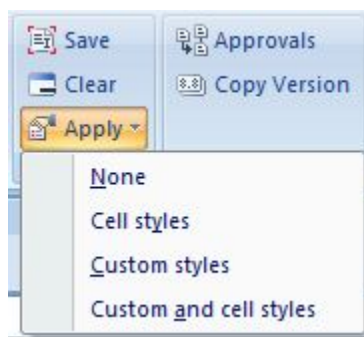 Save
Approvals
Clear
Copy Version
Apply
None
Cell styles
Custom styles
Custom and cell styles